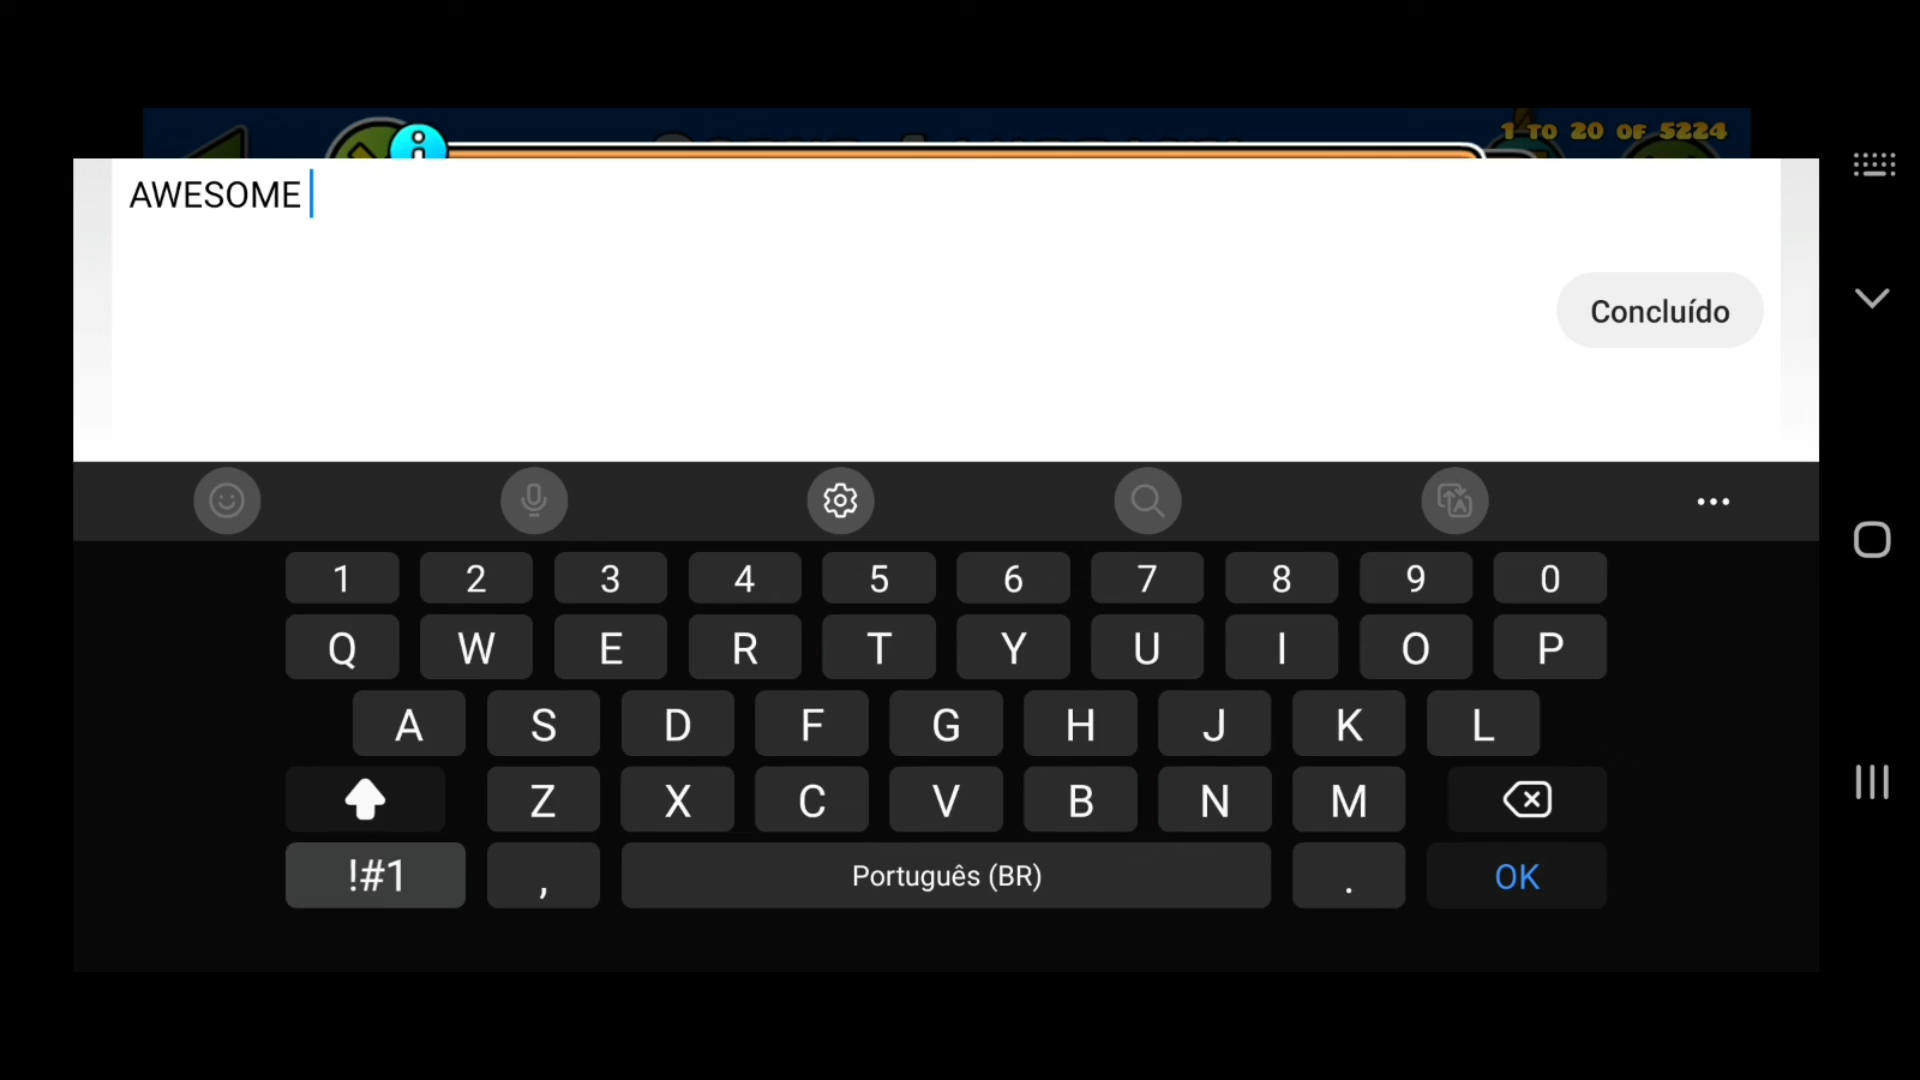 1 TO 20 OF 5224
AWESOME
Concluído
1 2 3 4 5 6 7 8 9 0
Q W E R T Y U I O P
A S D F G H J K L
Z X C V B N M
!#1 , Português (BR) . OK